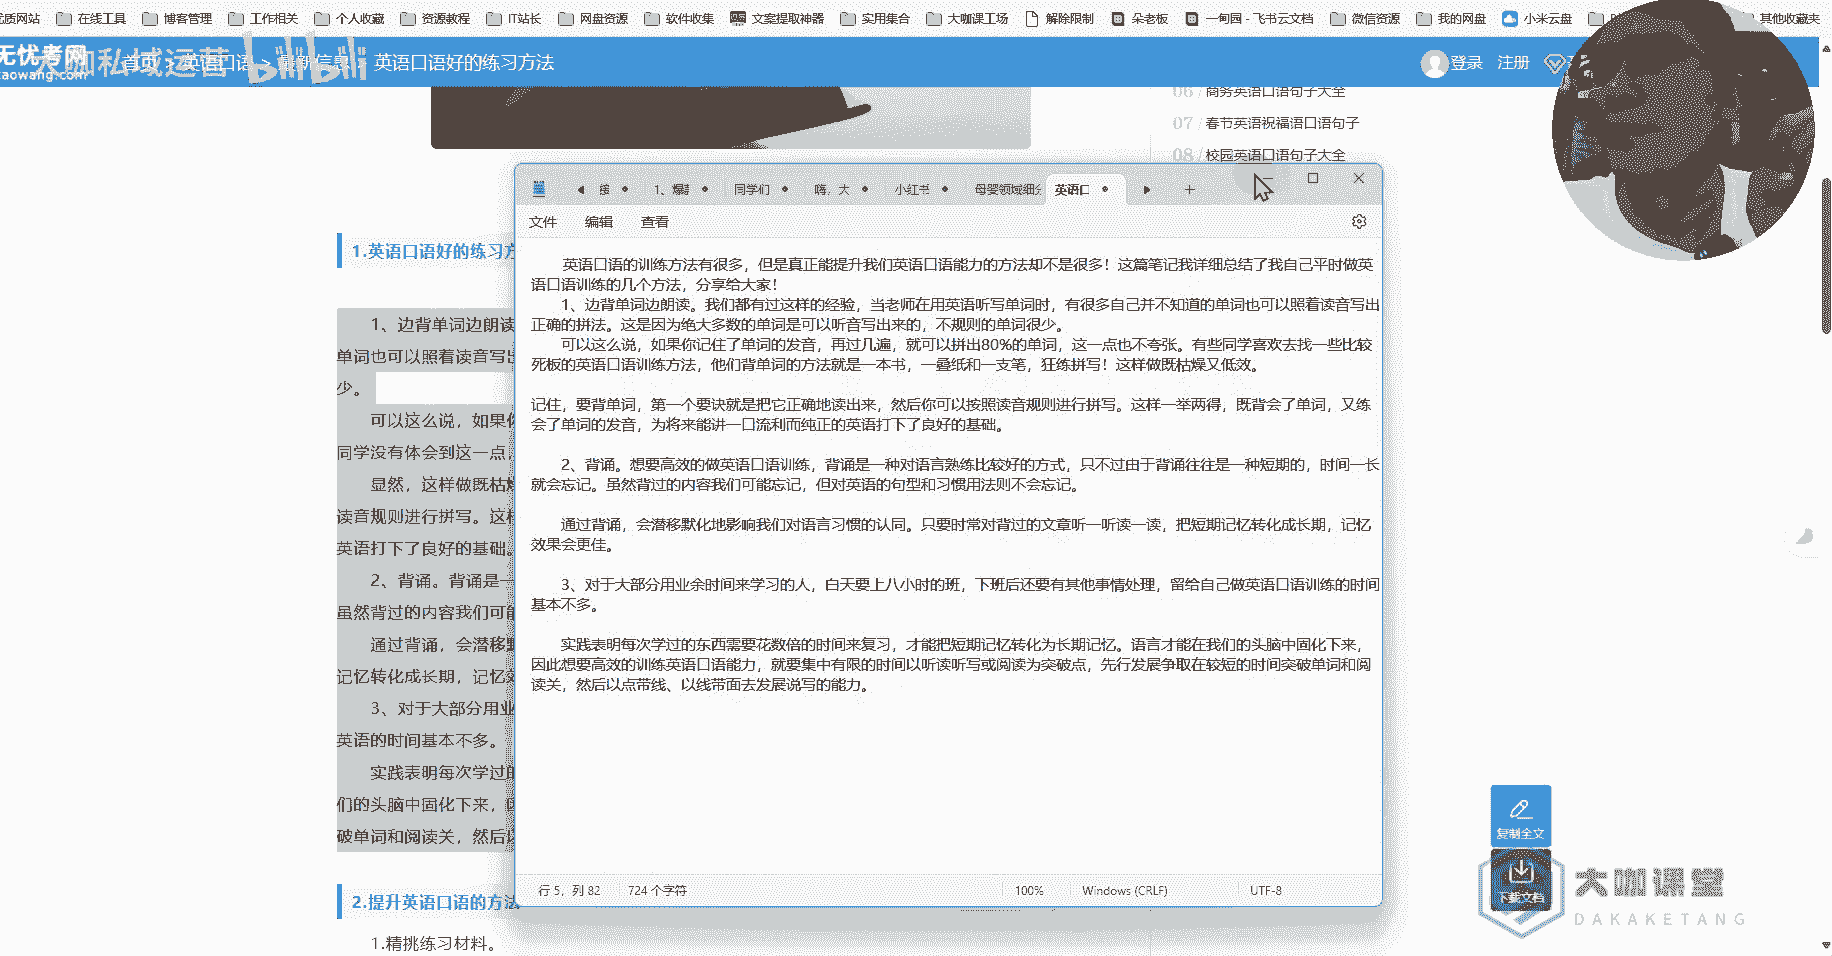 优质网站 在线工具 博客管理 工作相关 个人收藏 资源教程 IT站长 网盘资源 软件收集 文案提取神器 实用集合 大咖课工场 解除限制 朵老板 一甸园 - 飞书云文档 微信资源 我的网盘 小米云盘 其他收藏夹
无忧考网
aowang.com
大咖私域运营 bilibili
首页 > 英语口语 > 最新信息 > 英语口语好的练习方法
登录 注册
06 / 商务英语口语句子大全
07 / 春节英语祝福语口语句子
08 / 校园英语口语句子大全
1、爆 同学们 嗨，大 小红书 母婴领域细分 英语口
文件 编辑 查看
英语口语的训练方法有很多，但是真正能提升我们英语口语能力的方法却不是很多！这篇笔记我详细总结了我自己平时做英
语口语训练的几个方法，分享给大家！
1、边背单词边朗读。我们都有过这样的经验，当老师在用英语听写单词时，有很多自己并不知道的单词也可以照着读音写出
正确的拼法。这是因为绝大多数的单词是可以听音写出来的，不规则的单词很少。
可以这么说，如果你记住了单词的发音，再过几遍，就可以拼出80%的单词，这一点也不夸张。有些同学喜欢去找一些比较
死板的英语口语训练方法，他们背单词的方法就是一本书，一叠纸和一支笔，狂练拼写！这样做既枯燥又低效。
记住，要背单词，第一个要诀就是把它正确地读出来，然后你可以按照读音规则进行拼写。这样一举两得，既背会了单词，又练
会了单词的发音，为将来能讲一口流利而纯正的英语打下了良好的基础。
2、背诵。想要高效的做英语口语训练，背诵是一种对语言熟练比较好的方式，只不过由于背诵往往是一种短期的，时间一长
就会忘记。虽然背过的内容我们可能忘记，但对英语的句型和习惯用法则不会忘记。
通过背诵，会潜移默化地影响我们对语言习惯的认同。只要时常对背过的文章听一听读一读，把短期记忆转化成长期，记忆
效果会更佳。
3、对于大部分用业余时间来学习的人，白天要上八小时的班，下班后还要有其他事情处理，留给自己做英语口语训练的时间
基本不多。
实践表明每次学过的东西需要花数倍的时间来复习，才能把短期记忆转化为长期记忆。语言才能在我们的头脑中固化下来，
因此想要高效的训练英语口语能力，就要集中有限的时间以听读听写或阅读为突破点，先行发展争取在较短的时间突破单词和阅
读关，然后以点带线、以线带面去发展说写的能力。
行 5，列 82 724 个字符 100% Windows (CRLF) UTF-8
1.英语口语好的练习方
1、边背单词边朗读
单词也可以照着读音写出
少。
可以这么说，如果你
同学没有体会到这一点，
显然，这样做既枯燥
读音规则进行拼写。这样
英语打下了良好的基础。
2、背诵。背诵是一
虽然背过的内容我们可能
通过背诵，会潜移默
记忆转化成长期，记忆效
3、对于大部分用业
英语的时间基本不多。
实践表明每次学过的
们的头脑中固化下来，因
破单词和阅读关，然后以
2.提升英语口语的方法
1.精挑练习材料。
复制全文
下载文档
大咖课堂
DAKAKETANG